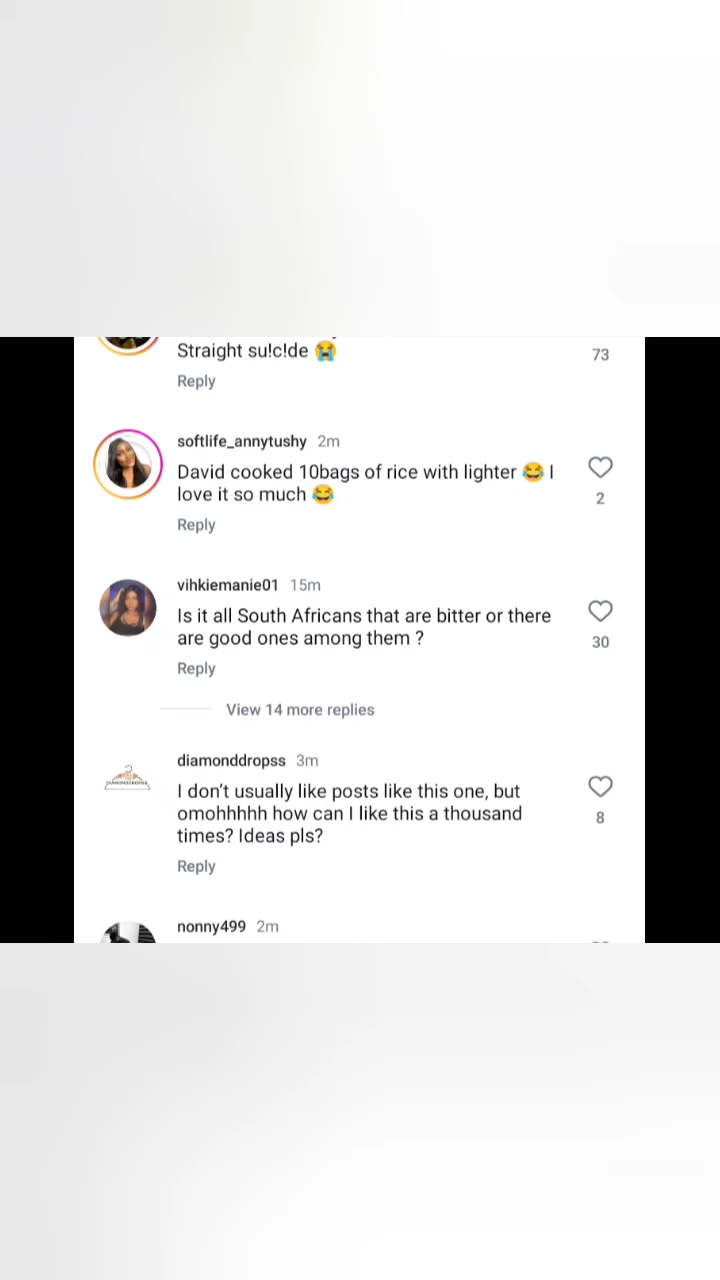 Straight su!c!de 😭
73
Reply
softlife_annytushy 2m
David cooked 10bags of rice with lighter 😂 I
love it so much 😂
2
Reply
vihkiemanie01 15m
Is it all South Africans that are bitter or there
are good ones among them ?
30
Reply
View 14 more replies
diamonddropss 3m
I don’t usually like posts like this one, but
omohhhhh how can I like this a thousand
times? Ideas pls?
8
Reply
nonny499 2m